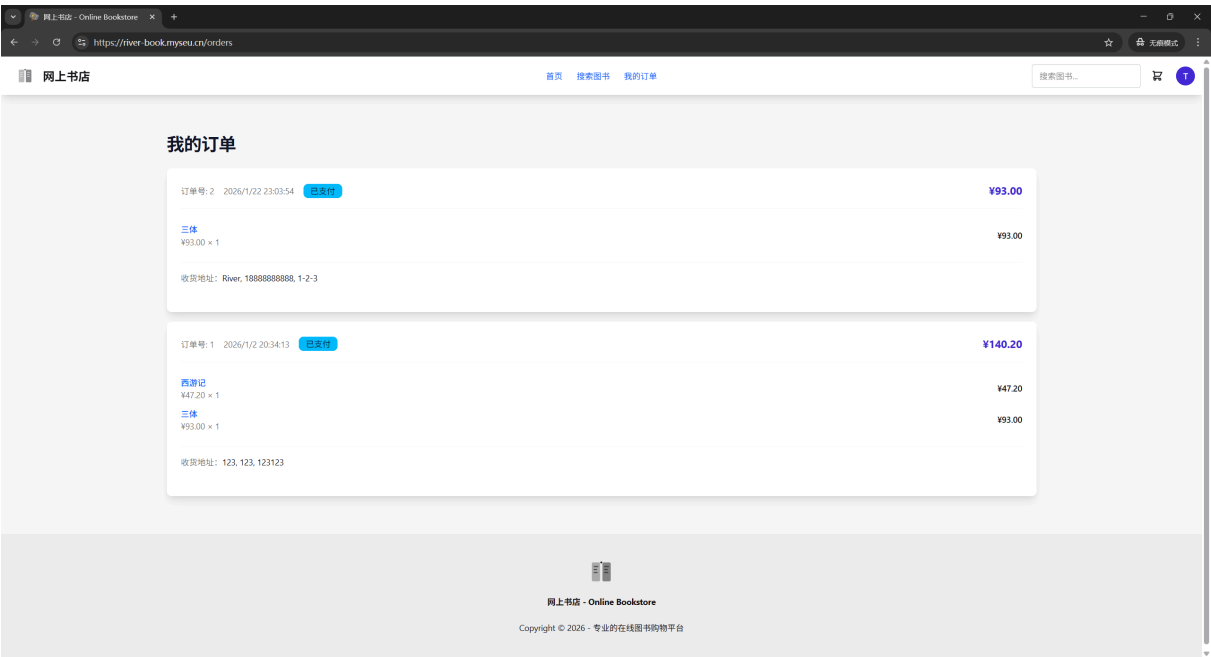 网上书店 - Online Bookstore
https://river-book.myseu.cn/orders
无痕模式
网上书店
首页 搜索图书 我的订单
搜索图书...
T
我的订单
订单号: 2 2026/1/22 23:03:54 已支付 ¥93.00
三体
¥93.00 × 1
¥93.00
收货地址： River, 18888888888, 1-2-3
订单号: 1 2026/1/2 20:34:13 已支付 ¥140.20
西游记
¥47.20 × 1
¥47.20
三体
¥93.00 × 1
¥93.00
收货地址： 123, 123, 123123
网上书店 - Online Bookstore
Copyright © 2026 - 专业的在线图书购物平台